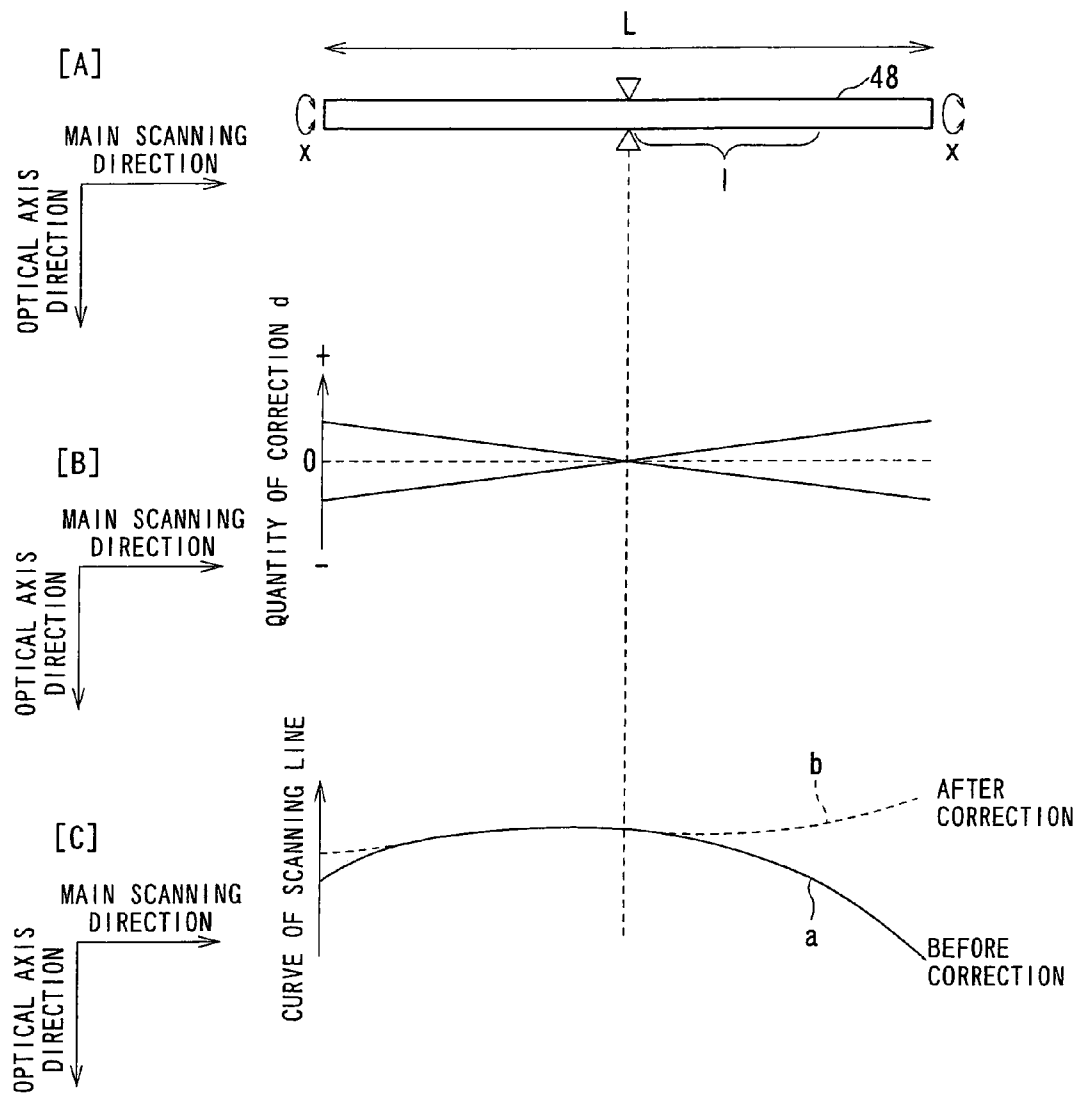 L
[A]
48
MAIN SCANNING
DIRECTION
x
x
l
OPTICAL AXIS
DIRECTION
QUANTITY OF CORRECTION d
+
[B]
0
MAIN SCANNING
DIRECTION
-
OPTICAL AXIS
DIRECTION
CURVE OF SCANNING LINE
b
AFTER
CORRECTION
[C]
MAIN SCANNING
DIRECTION
a
BEFORE
CORRECTION
OPTICAL AXIS
DIRECTION